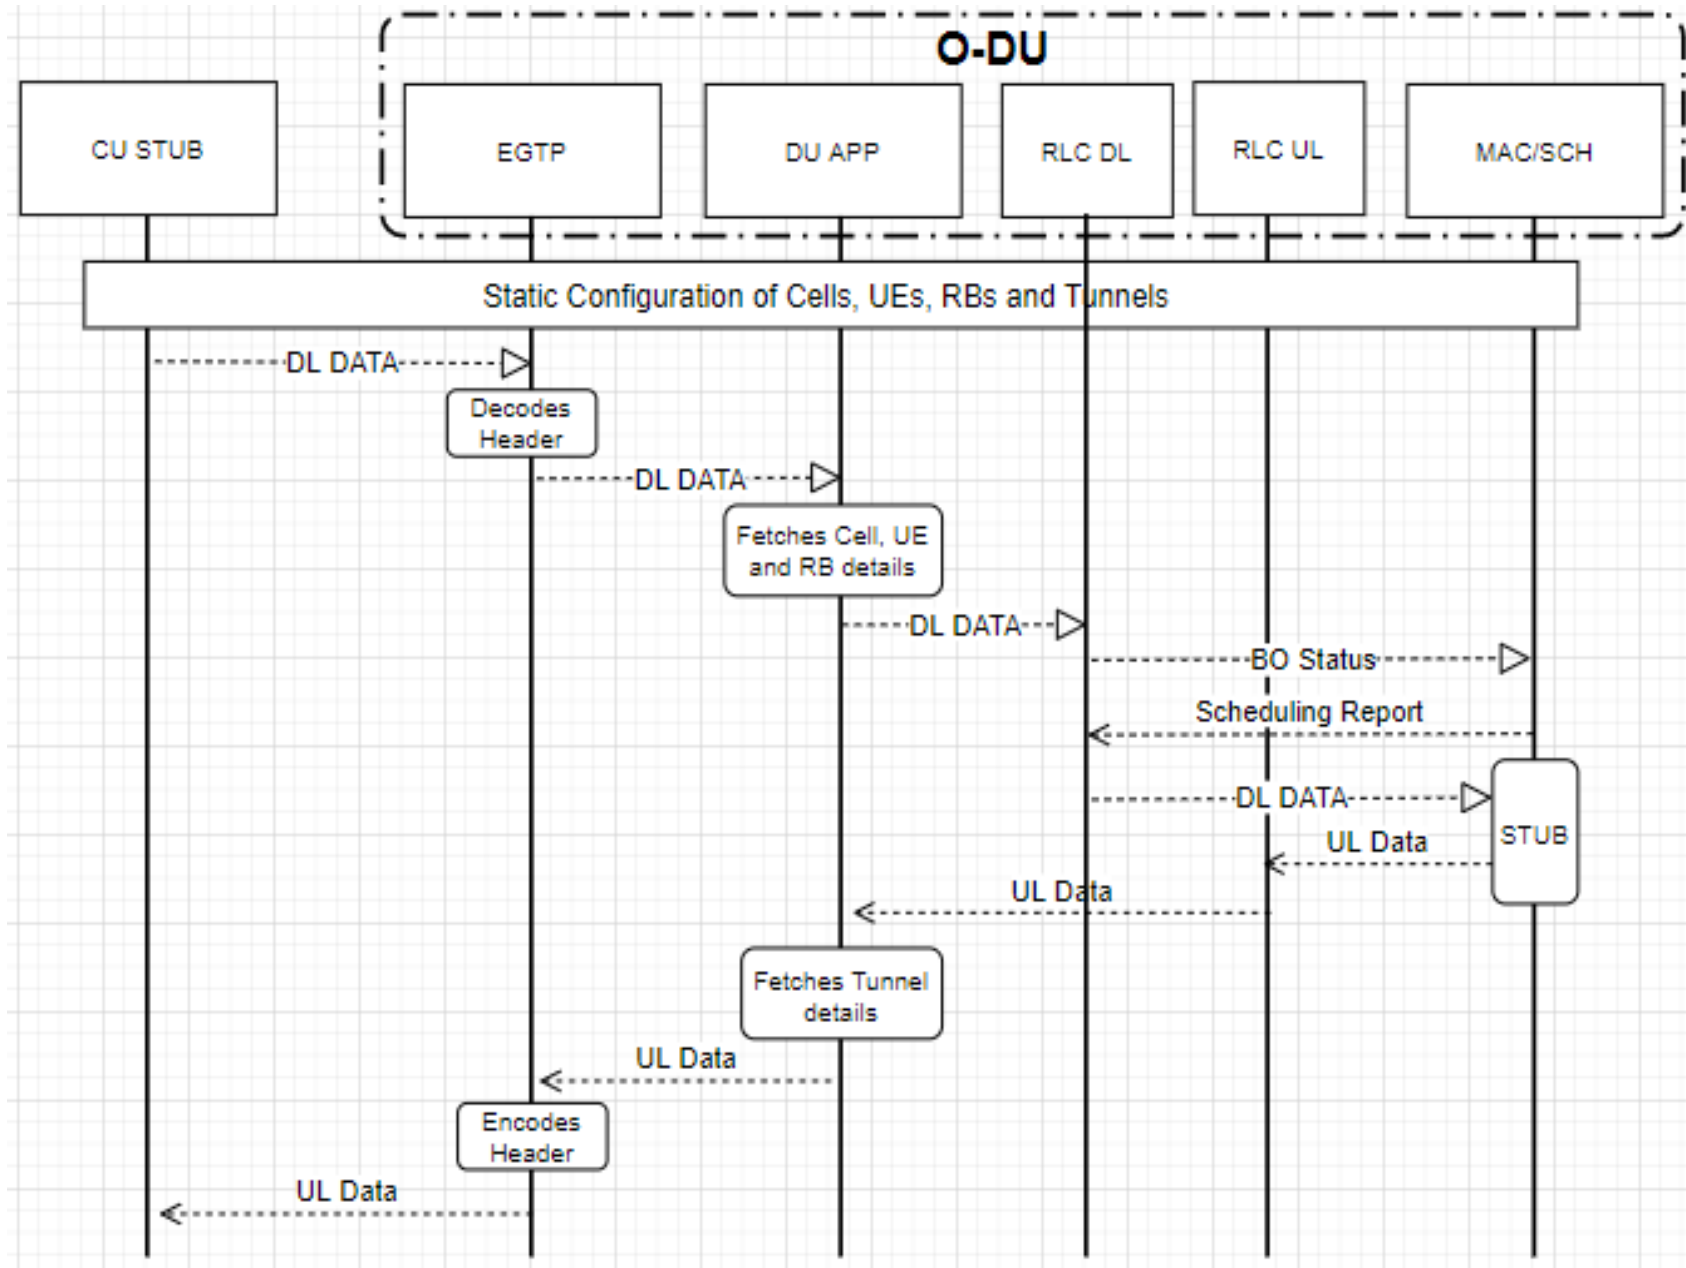 O-DU
CU STUB
EGTP
DU APP
RLC DL
RLC UL
MAC/SCH
Static Configuration of Cells, UEs, RBs and Tunnels
DL DATA
Decodes
Header
DL DATA
Fetches Cell, UE
and RB details
DL DATA
BO Status
Scheduling Report
DL DATA
STUB
UL Data
UL Data
Fetches Tunnel
details
UL Data
Encodes
Header
UL Data